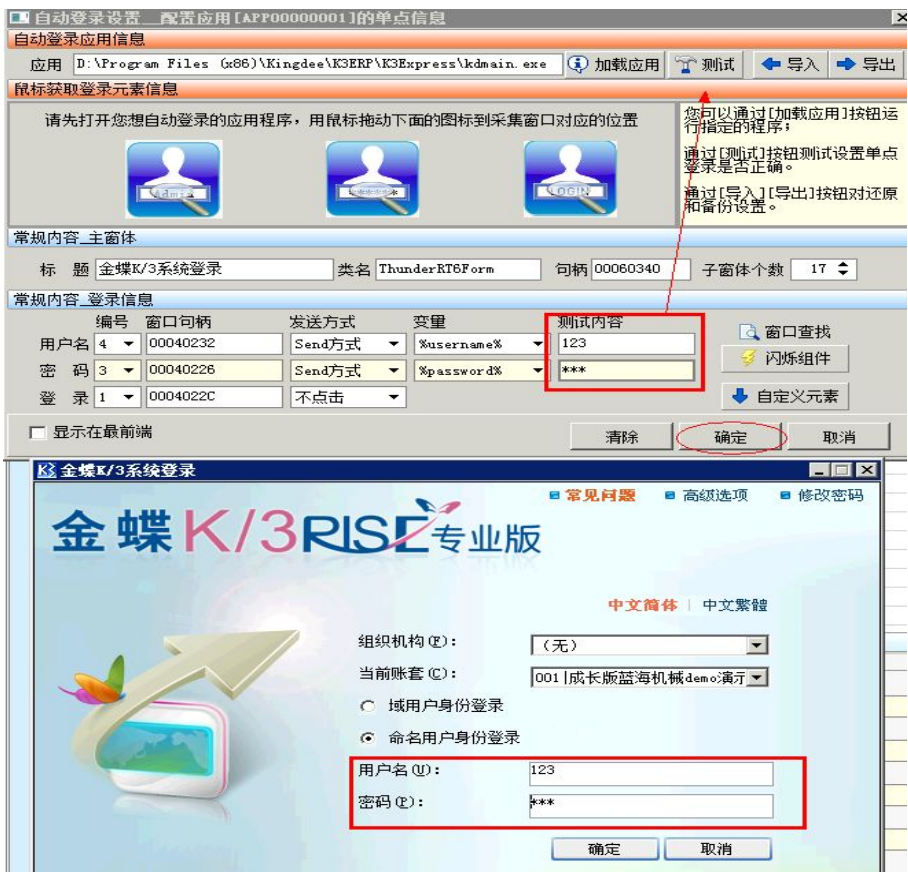 自动登录设置__配置应用[APP00000001]的单点信息
自动登录应用信息
应用 D:\Program Files (x86)\Kingdee\K3ERP\K3Express\kdmain.exe 加载应用 测试 导入 导出
鼠标获取登录元素信息
请先打开您想自动登录的应用程序，用鼠标拖动下面的图标到采集窗口对应的位置
Admin ****** LOGIN
您可以通过[加载应用]按钮运
行指定的程序；
通过[测试]按钮测试设置单点
登录是否正确。
通过[导入][导出]按钮对还原
和备份设置。
常规内容_主窗体
标 题 金蝶K/3系统登录 类名 ThunderRT6Form 句柄 00060340 子窗体个数 17
常规内容_登录信息
编号 窗口句柄 发送方式 变量 测试内容
用户名 4 00040232 Send方式 %username% 123
密 码 3 00040226 Send方式 %password% ***
登 录 1 0004022C 不点击
窗口查找
闪烁组件
自定义元素
显示在最前端 清除 确定 取消
K3 金蝶K/3系统登录
常见问题 高级选项 修改密码
金蝶K/3RISE专业版
中文简体 | 中文繁體
组织机构(F)： （无）
当前账套(C)： 001|成长版蓝海机械demo演示
域用户身份登录
命名用户身份登录
用户名(U)： 123
密码(P)： ***
确定 取消